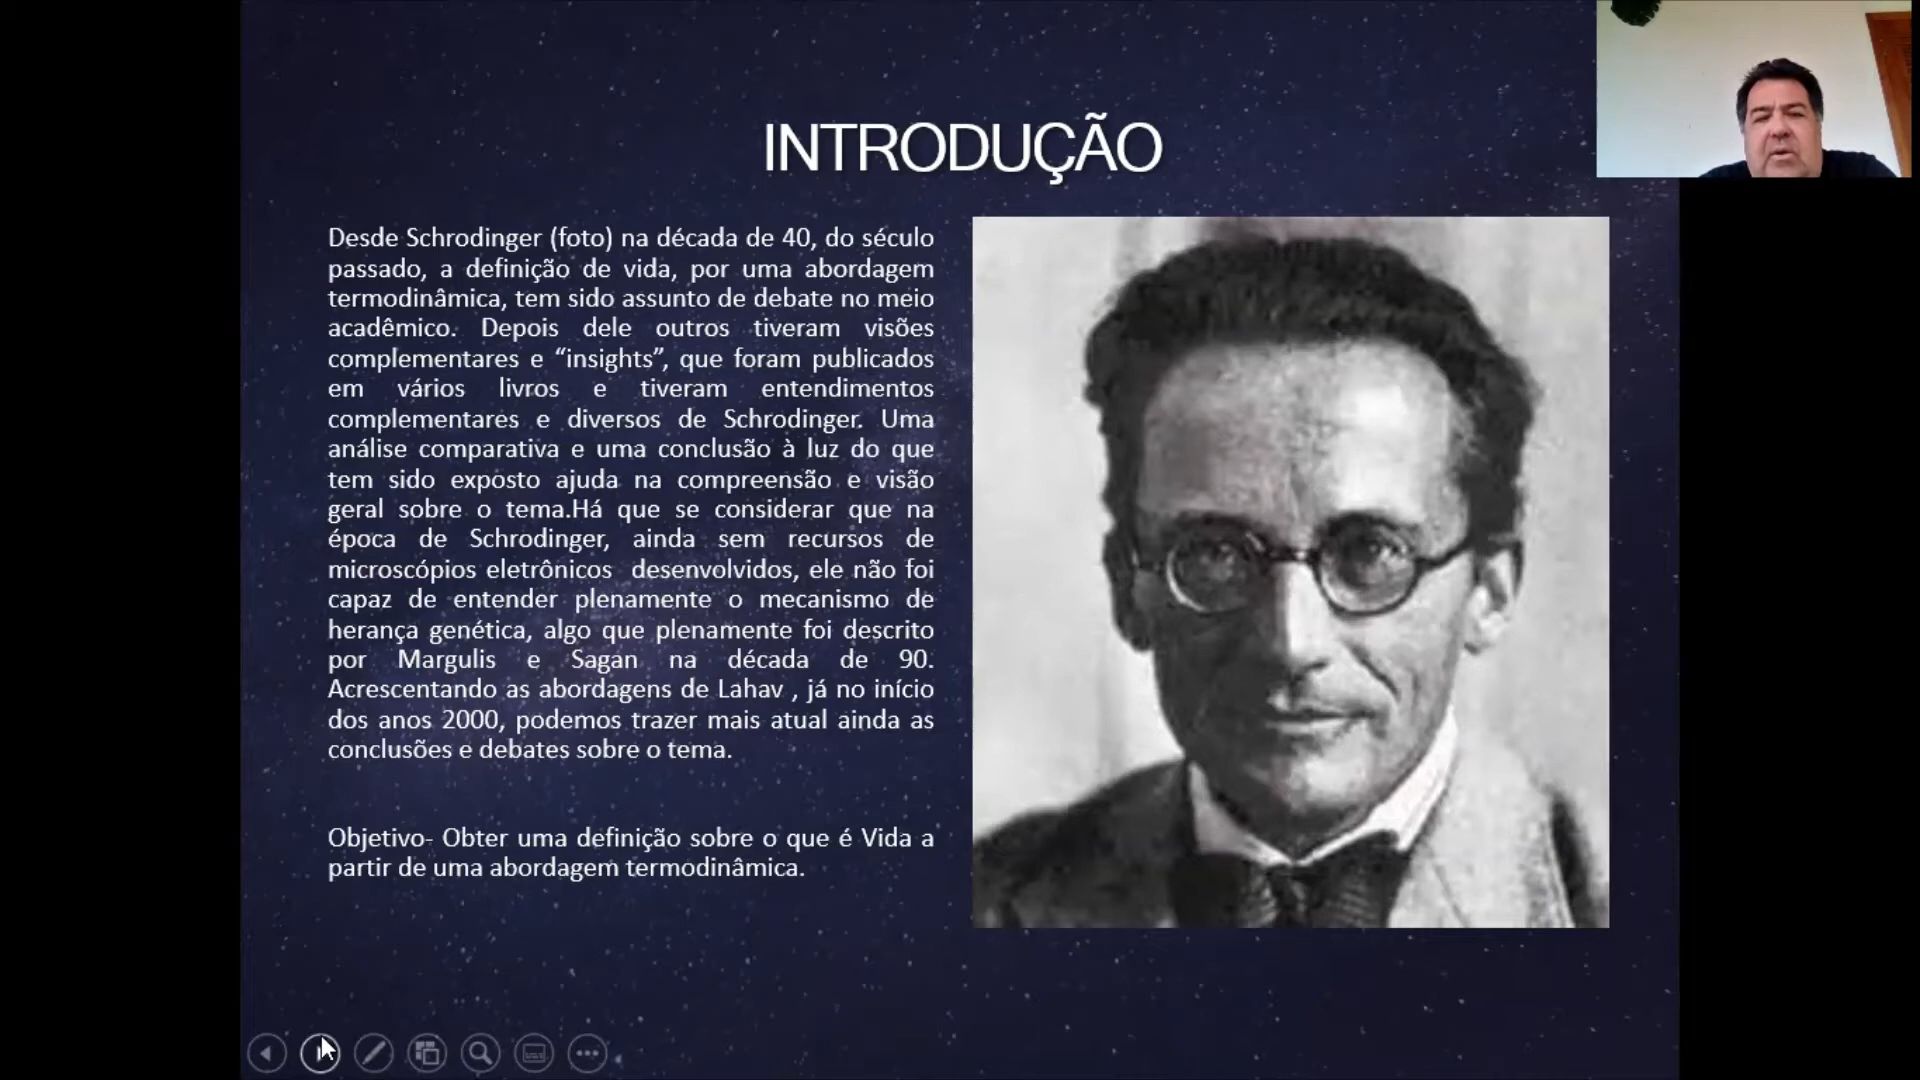 INTRODUÇÃO
Desde Schrodinger (foto) na década de 40, do século
passado, a definição de vida, por uma abordagem
termodinâmica, tem sido assunto de debate no meio
acadêmico. Depois dele outros tiveram visões
complementares e “insights”, que foram publicados
em vários livros e tiveram entendimentos
complementares e diversos de Schrodinger. Uma
análise comparativa e uma conclusão à luz do que
tem sido exposto ajuda na compreensão e visão
geral sobre o tema.Há que se considerar que na
época de Schrodinger, ainda sem recursos de
microscópios eletrônicos desenvolvidos, ele não foi
capaz de entender plenamente o mecanismo de
herança genética, algo que plenamente foi descrito
por Margulis e Sagan na década de 90.
Acrescentando as abordagens de Lahav , já no início
dos anos 2000, podemos trazer mais atual ainda as
conclusões e debates sobre o tema.
Objetivo- Obter uma definição sobre o que é Vida a
partir de uma abordagem termodinâmica.